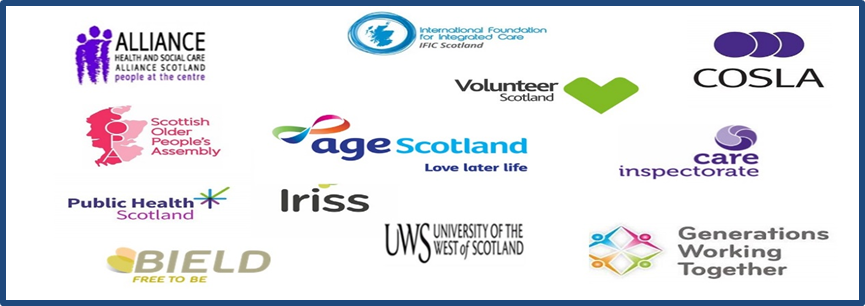 ALLIANCE
HEALTH AND SOCIAL CARE
ALLIANCE SCOTLAND
people at the centre
International Foundation
for Integrated Care
IFIC Scotland
COSLA
Volunteer
Scotland
Scottish
Older
People's
Assembly
OPA
age Scotland
Love later life
care
inspectorate
Public Health
Scotland
Iriss
UWS UNIVERSITY OF THE
WEST of SCOTLAND
Generations
Working
Together
BIELD
FREE TO BE